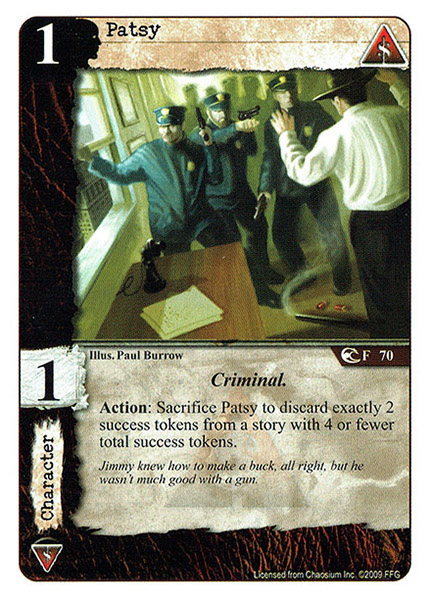 1
Patsy
Illus. Paul Burrow
F 70
1
Character
Criminal.
Action: Sacrifice Patsy to discard exactly 2
success tokens from a story with 4 or fewer
total success tokens.
Jimmy knew how to make a buck, all right, but he
wasn't much good with a gun.
Licensed from Chaosium Inc. ©2009 FFG